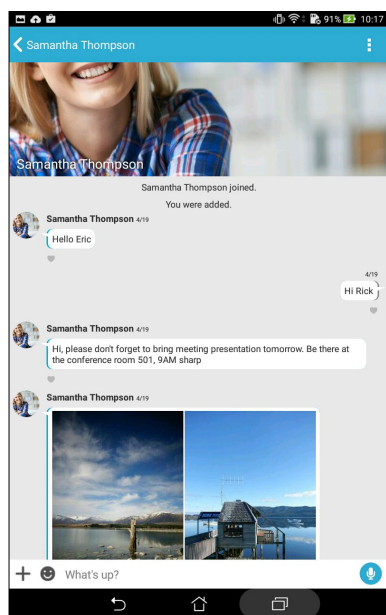 91% 10:17
Samantha Thompson
Samantha Thompson
Samantha Thompson joined.
You were added.
Samantha Thompson 4/19
Hello Eric
4/19
Hi Rick
Samantha Thompson 4/19
Hi, please don't forget to bring meeting presentation tomorrow. Be there at
the conference room 501, 9AM sharp
Samantha Thompson 4/19
What's up?